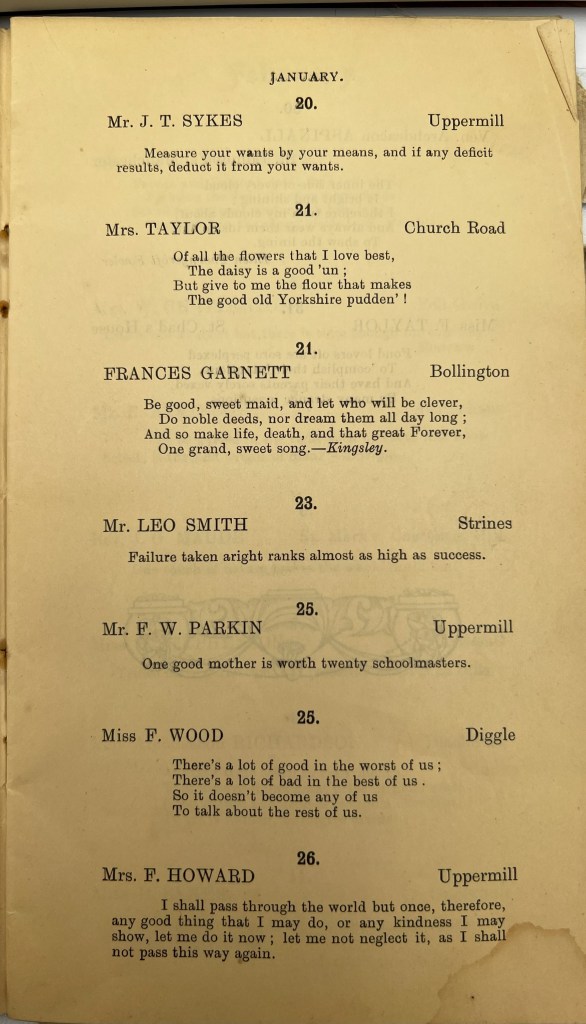 JANUARY.
20.
Mr. J. T. SYKES Uppermill
Measure your wants by your means, and if any deficit
results, deduct it from your wants.
21.
Mrs. TAYLOR Church Road
Of all the flowers that I love best,
The daisy is a good 'un ;
But give to me the flour that makes
The good old Yorkshire pudden' !
21.
FRANCES GARNETT Bollington
Be good, sweet maid, and let who will be clever,
Do noble deeds, nor dream them all day long ;
And so make life, death, and that great Forever,
One grand, sweet song.—Kingsley.
23.
Mr. LEO SMITH Strines
Failure taken aright ranks almost as high as success.
25.
Mr. F. W. PARKIN Uppermill
One good mother is worth twenty schoolmasters.
25.
Miss F. WOOD Diggle
There's a lot of good in the worst of us ;
There's a lot of bad in the best of us .
So it doesn't become any of us
To talk about the rest of us.
26.
Mrs. F. HOWARD Uppermill
I shall pass through the world but once, therefore,
any good thing that I may do, or any kindness I may
show, let me do it now ; let me not neglect it, as I shall
not pass this way again.